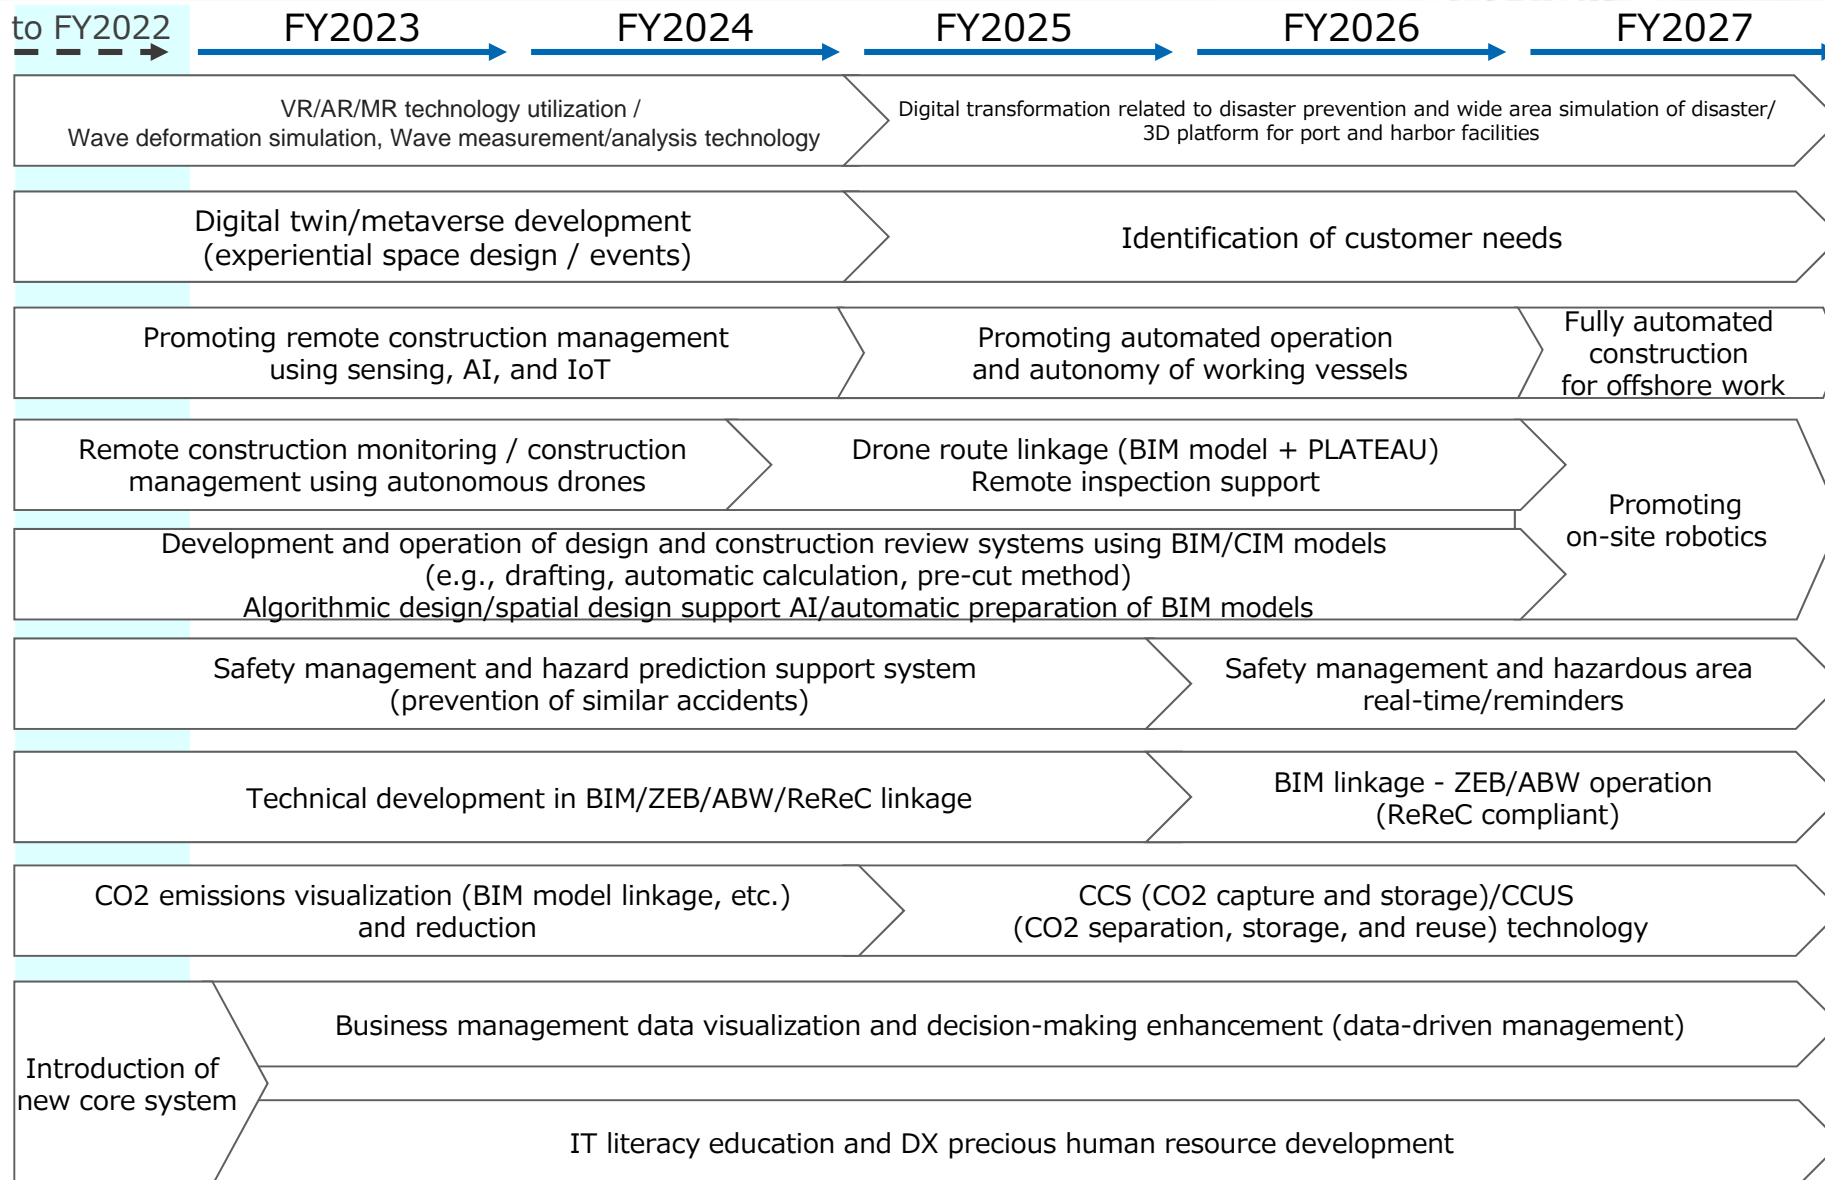 to FY2022
FY2023
FY2024
FY2025
FY2026
FY2027
VR/AR/MR technology utilization /
Wave deformation simulation, Wave measurement/analysis technology
Digital transformation related to disaster prevention and wide area simulation of disaster/
3D platform for port and harbor facilities
Digital twin/metaverse development
(experiential space design / events)
Identification of customer needs
Promoting remote construction management
using sensing, AI, and IoT
Promoting automated operation
and autonomy of working vessels
Fully automated
construction
for offshore work
Remote construction monitoring / construction
management using autonomous drones
Drone route linkage (BIM model + PLATEAU)
Remote inspection support
Promoting
on-site robotics
Development and operation of design and construction review systems using BIM/CIM models
(e.g., drafting, automatic calculation, pre-cut method)
Algorithmic design/spatial design support AI/automatic preparation of BIM models
Safety management and hazard prediction support system
(prevention of similar accidents)
Safety management and hazardous area
real-time/reminders
Technical development in BIM/ZEB/ABW/ReReC linkage
BIM linkage - ZEB/ABW operation
(ReReC compliant)
CO2 emissions visualization (BIM model linkage, etc.)
and reduction
CCS (CO2 capture and storage)/CCUS
(CO2 separation, storage, and reuse) technology
Introduction of
new core system
Business management data visualization and decision-making enhancement (data-driven management)
IT literacy education and DX precious human resource development